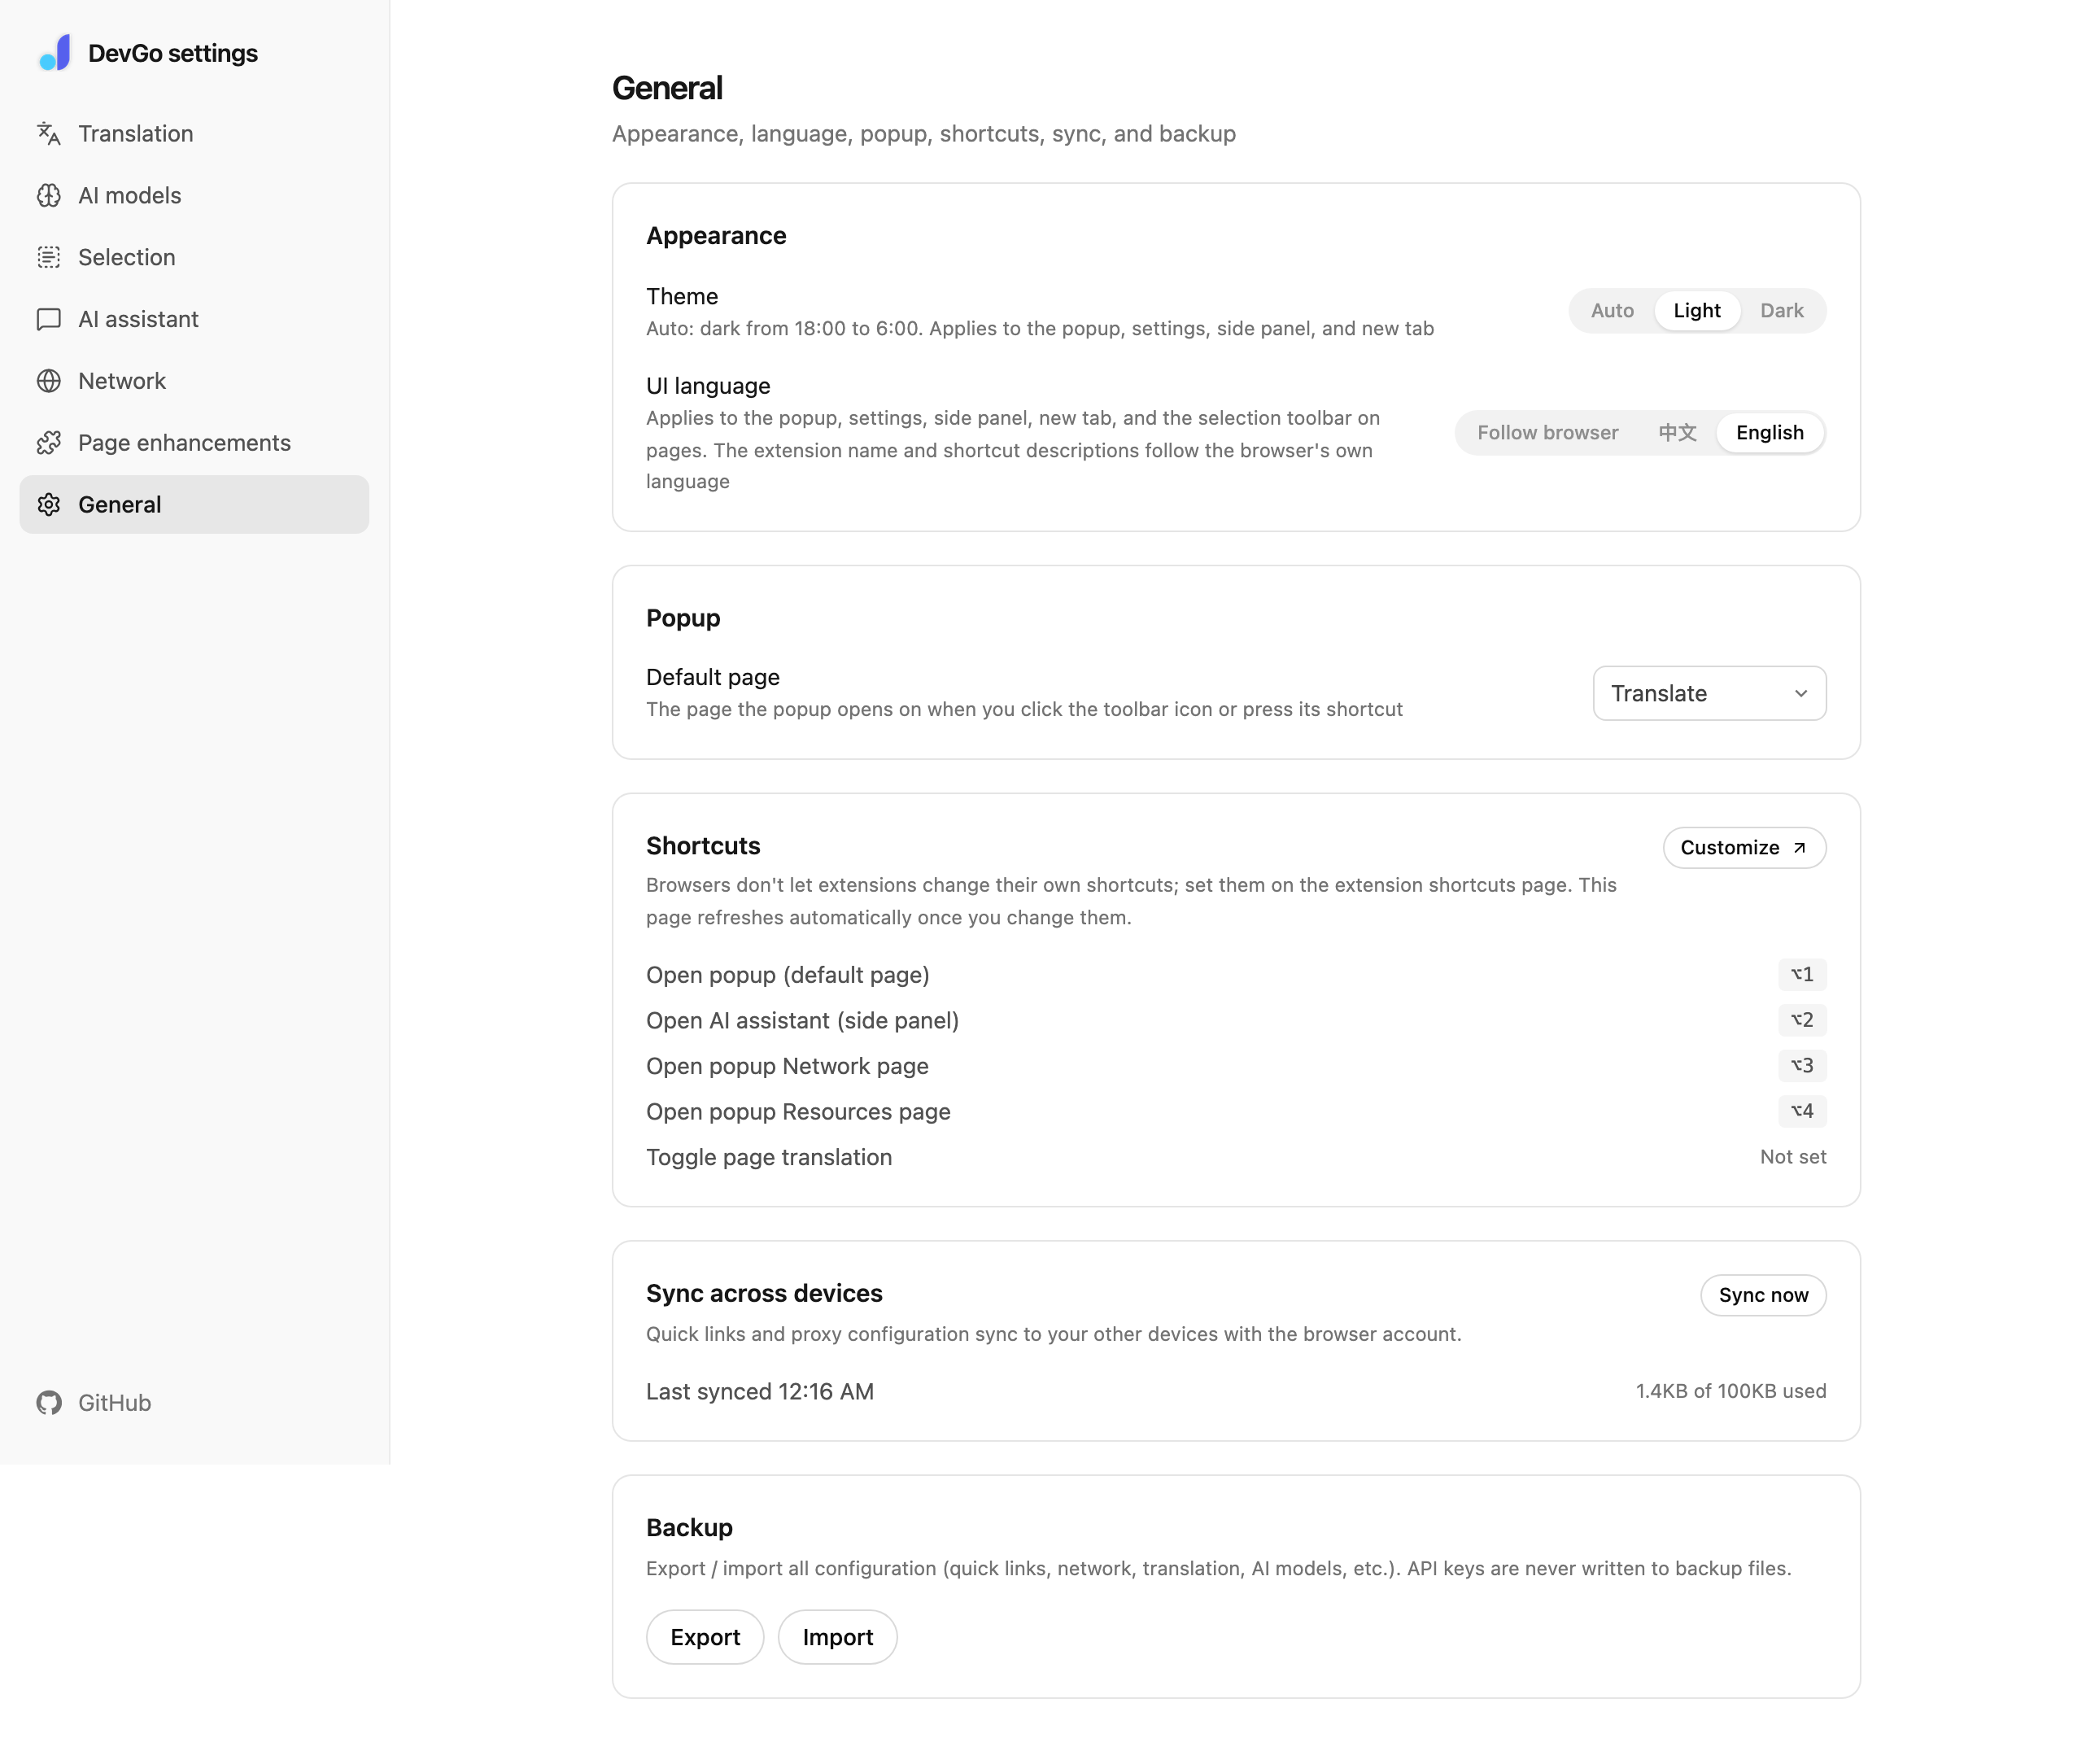 DevGo settings
Translation
AI models
Selection
AI assistant
Network
Page enhancements
General
GitHub
General
Appearance, language, popup, shortcuts, sync, and backup
Appearance
Theme
Auto: dark from 18:00 to 6:00. Applies to the popup, settings, side panel, and new tab
Auto Light Dark
UI language
Applies to the popup, settings, side panel, new tab, and the selection toolbar on
pages. The extension name and shortcut descriptions follow the browser's own
language
Follow browser 中文 English
Popup
Default page
The page the popup opens on when you click the toolbar icon or press its shortcut
Translate
Shortcuts
Customize
Browsers don't let extensions change their own shortcuts; set them on the extension shortcuts page. This
page refreshes automatically once you change them.
Open popup (default page) ⌥1
Open AI assistant (side panel) ⌥2
Open popup Network page ⌥3
Open popup Resources page ⌥4
Toggle page translation Not set
Sync across devices
Sync now
Quick links and proxy configuration sync to your other devices with the browser account.
Last synced 12:16 AM 1.4KB of 100KB used
Backup
Export / import all configuration (quick links, network, translation, AI models, etc.). API keys are never written to backup files.
Export Import